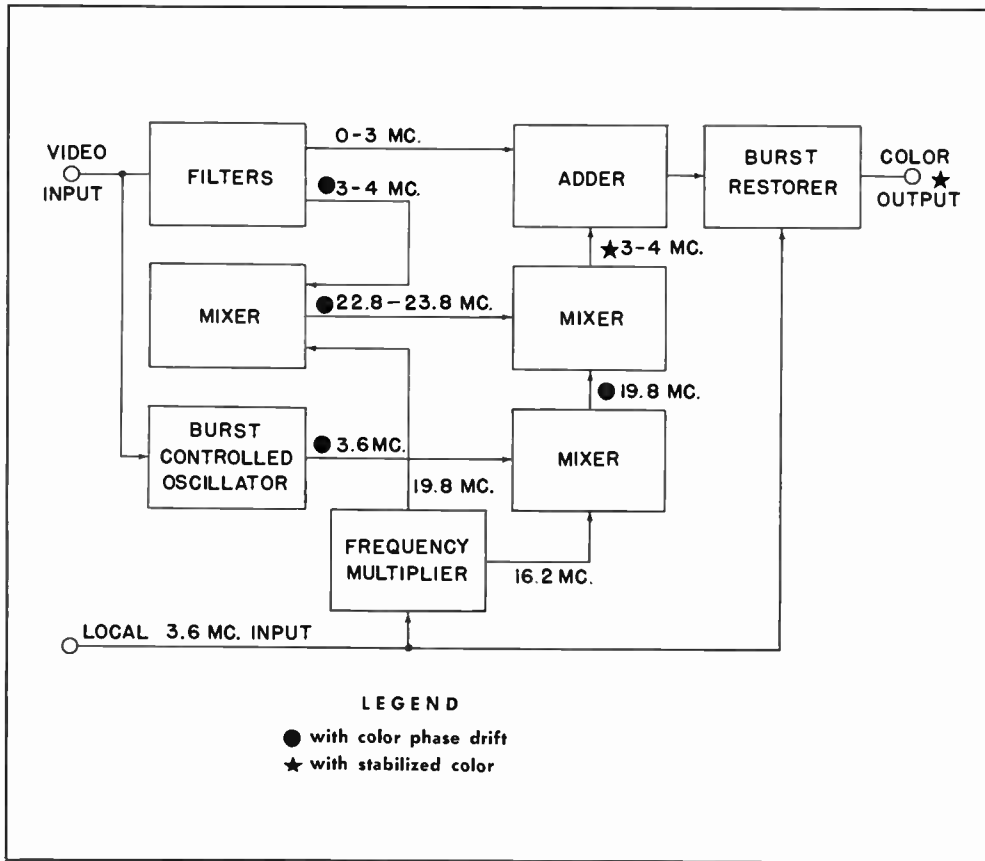 VIDEO
INPUT
FILTERS
0-3 MC.
● 3-4 MC.
ADDER
BURST
RESTORER
COLOR
★
OUTPUT
MIXER
● 22.8-23.8 MC.
★ 3-4 MC.
MIXER
● 19.8 MC.
BURST
CONTROLLED
OSCILLATOR
● 3.6 MC.
MIXER
19.8 MC.
FREQUENCY
MULTIPLIER
16.2 MC.
LOCAL 3.6 MC. INPUT
LEGEND
● with color phase drift
★ with stabilized color